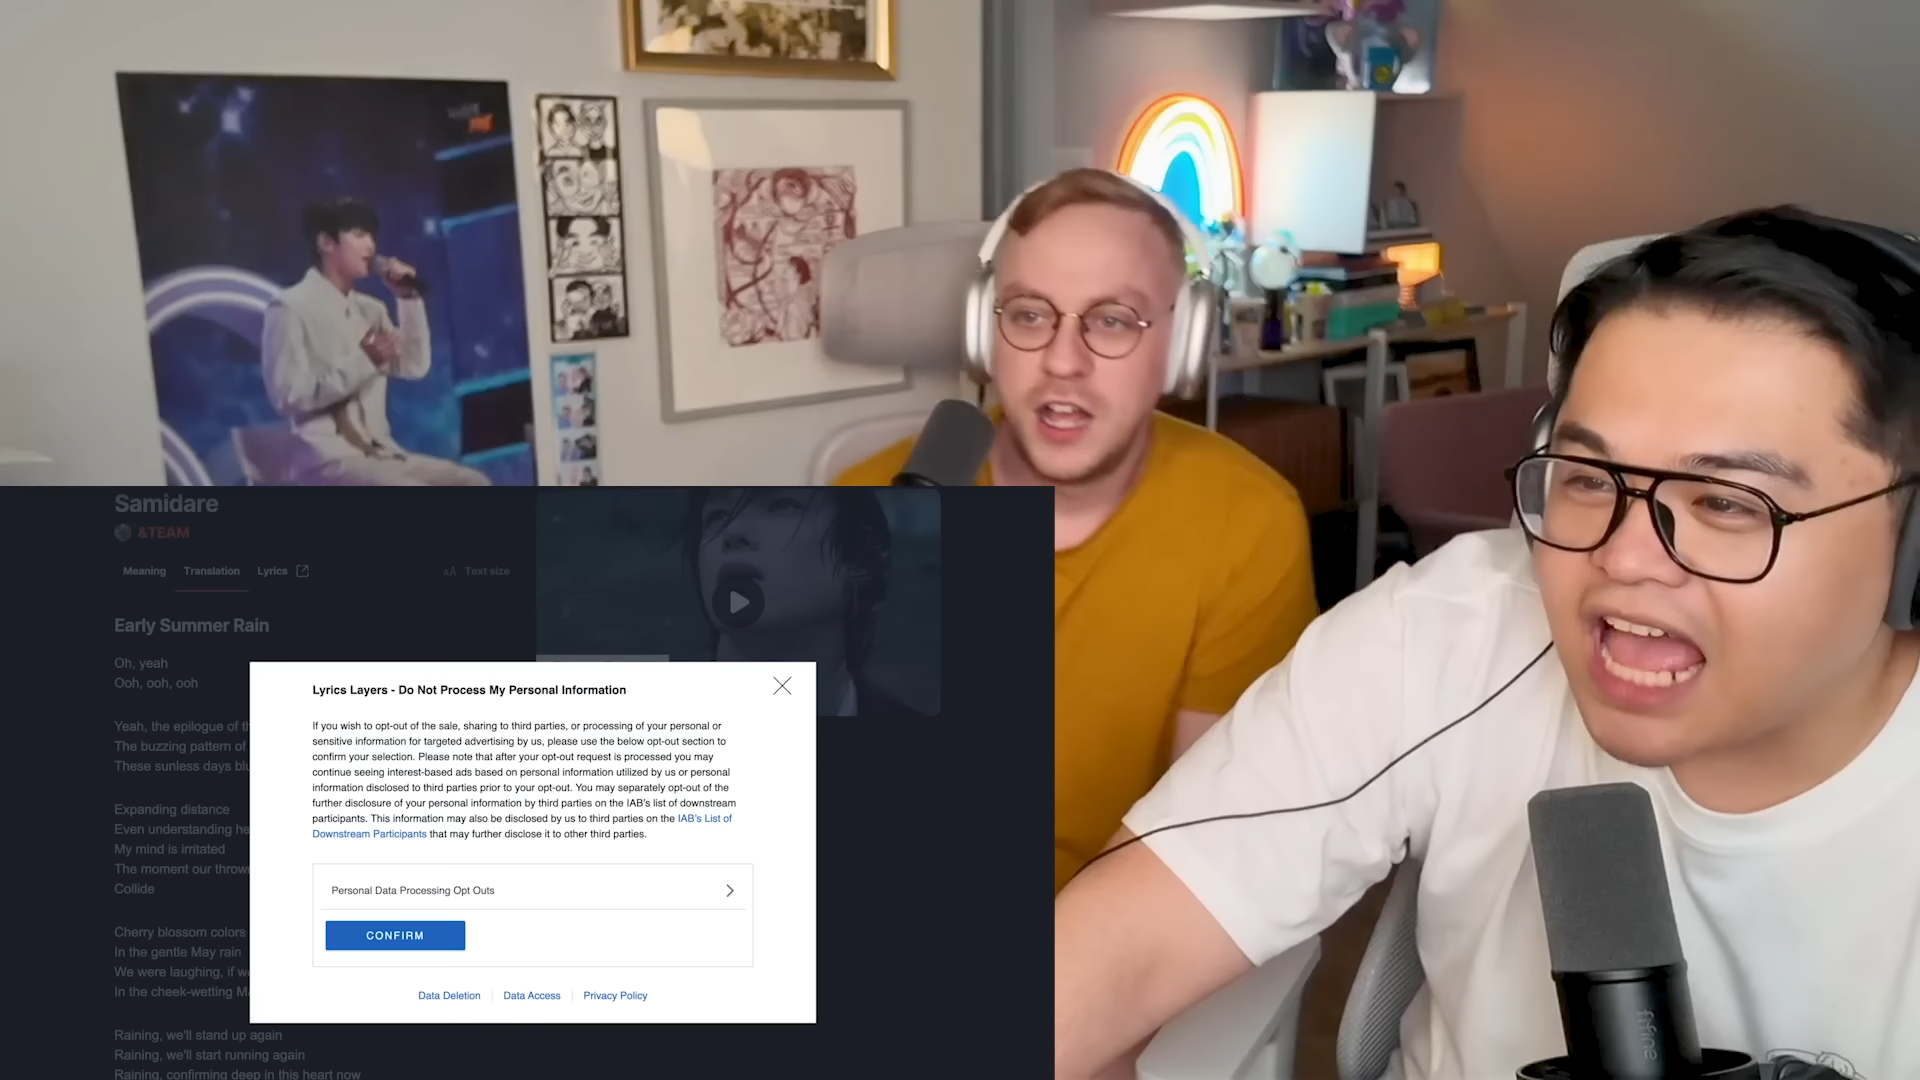 Samidare
&TEAM
Meaning Translation Lyrics
AA Text size
Early Summer Rain
Oh, yeah
Ooh, ooh, ooh
Yeah, the epilogue of
The buzzing pattern of
These sunless days
Expanding distance
Even understanding
My mind is irritated
The moment our
Collide
Cherry blossom colors
In the gentle May rain
We were laughing, if
In the cheek-wetting
Raining, we'll stand up again
Raining, we'll start running again
Raining, confirming deep in this heart now
Lyrics Layers - Do Not Process My Personal Information
If you wish to opt-out of the sale, sharing to third parties, or processing of your personal or
sensitive information for targeted advertising by us, please use the below opt-out section to
confirm your selection. Please note that after your opt-out request is processed you may
continue seeing interest-based ads based on personal information utilized by us or personal
information disclosed to third parties prior to your opt-out. You may separately opt-out of the
further disclosure of your personal information by third parties on the IAB's list of downstream
participants. This information may also be disclosed by us to third parties on the IAB's List of
Downstream Participants that may further disclose it to other third parties.
Personal Data Processing Opt Outs
CONFIRM
Data Deletion Data Access Privacy Policy
fifine